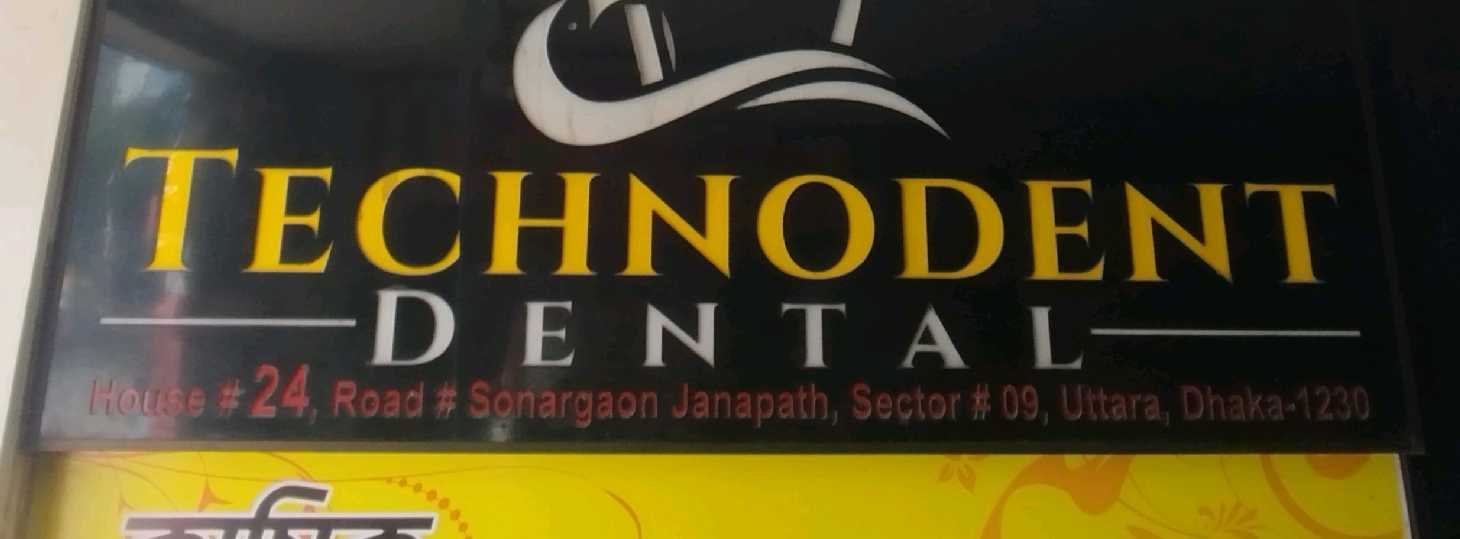 TECHNODENT
DENTAL
House # 24, Road # Sonargaon Janapath, Sector # 09, Uttara, Dhaka-1230